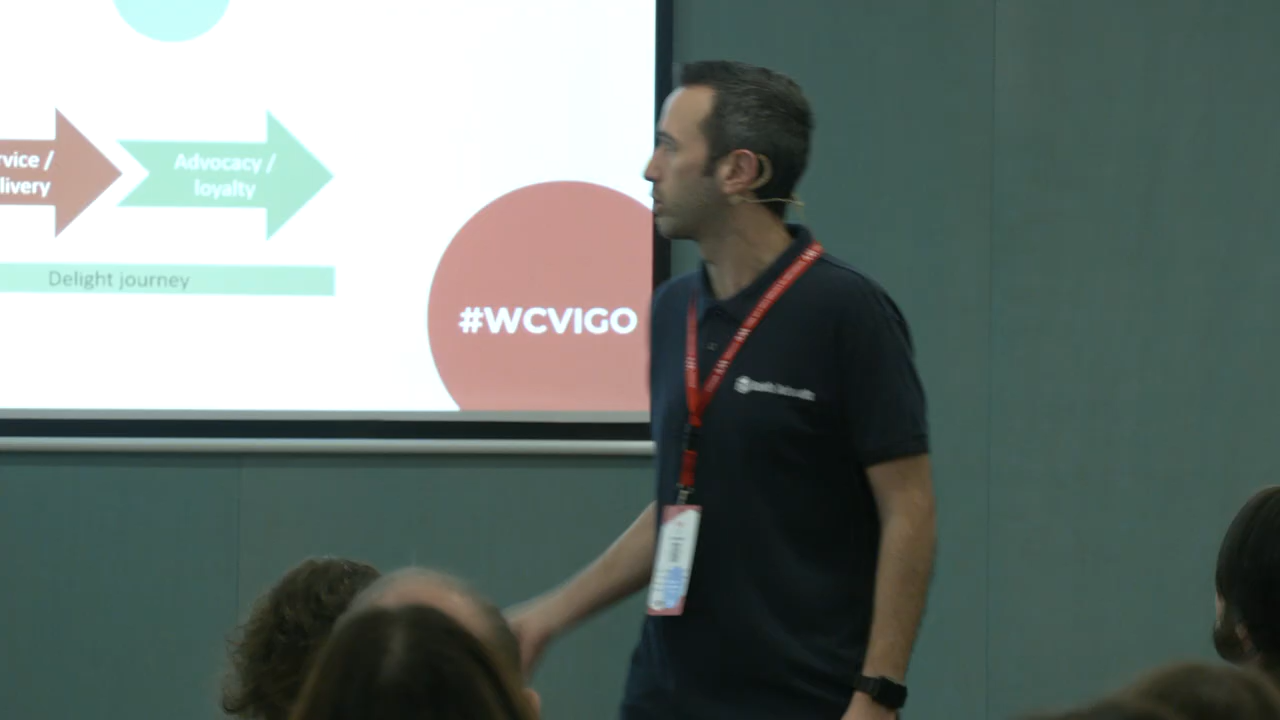 rvice /
livery
Advocacy /
loyalty
Delight journey
#WCVIGO